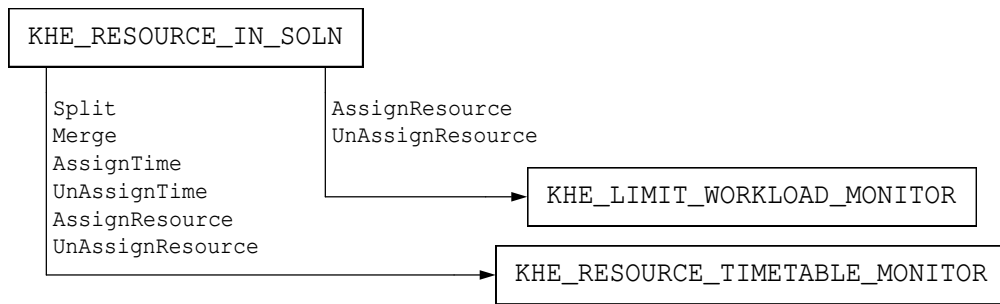 KHE_RESOURCE_IN_SOLN
Split
Merge
AssignTime
UnAssignTime
AssignResource
UnAssignResource
AssignResource
UnAssignResource
KHE_LIMIT_WORKLOAD_MONITOR
KHE_RESOURCE_TIMETABLE_MONITOR